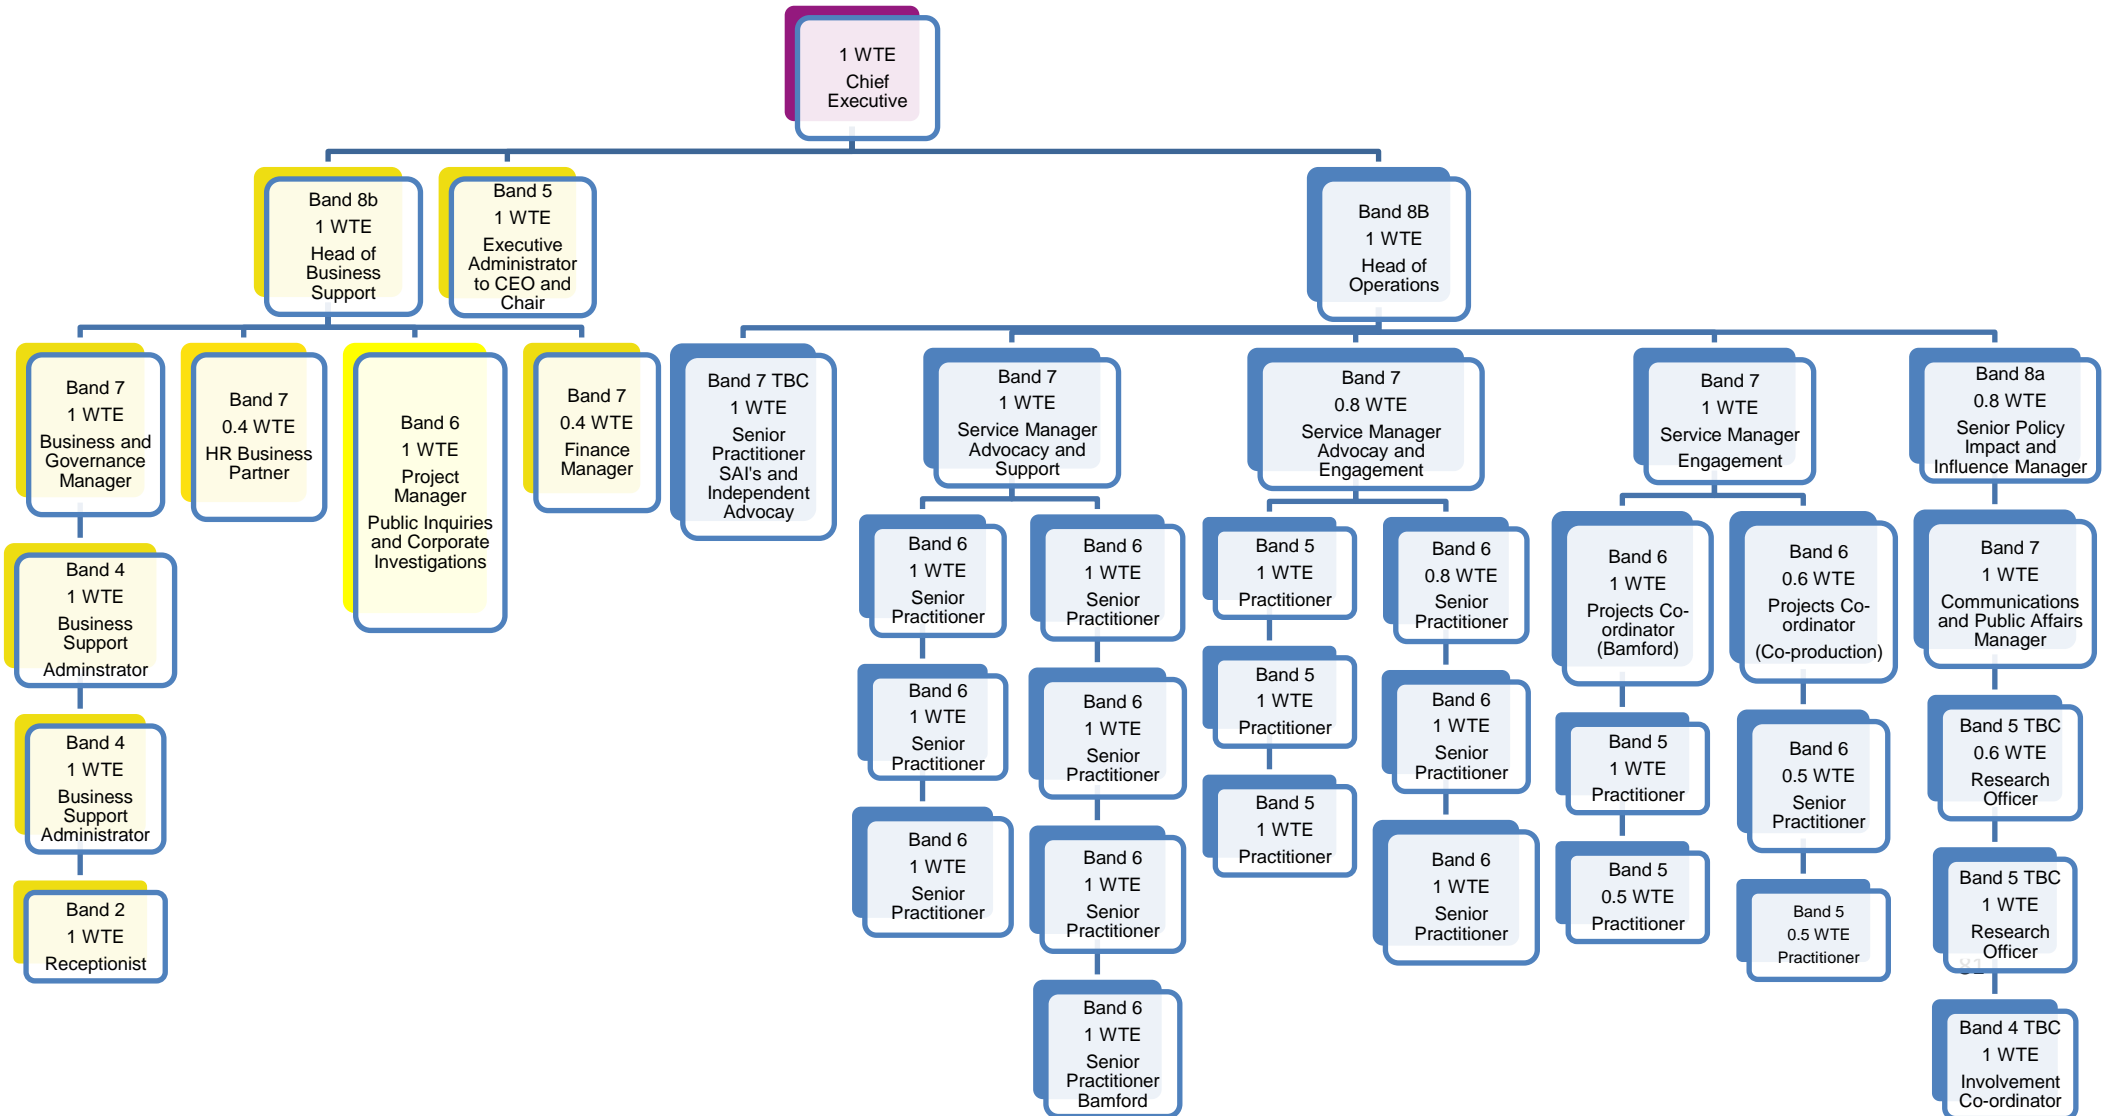 1 WTE
Chief
Executive
Band 8b
1 WTE
Head of
Business
Support
Band 5
1 WTE
Executive
Administrator
to CEO and
Chair
Band 8B
1 WTE
Head of
Operations
Band 7
1 WTE
Business and
Governance
Manager
Band 7
0.4 WTE
HR Business
Partner
Band 6
1 WTE
Project
Manager
Public Inquiries
and Corporate
Investigations
Band 7
0.4 WTE
Finance
Manager
Band 7 TBC
1 WTE
Senior
Practitioner
SAI's and
Independent
Advocay
Band 7
1 WTE
Service Manager
Advocacy and
Support
Band 7
0.8 WTE
Service Manager
Advocay and
Engagement
Band 7
1 WTE
Service Manager
Engagement
Band 8a
0.8 WTE
Senior Policy
Impact and
Influence Manager
Band 4
1 WTE
Business
Support
Adminstrator
Band 4
1 WTE
Business
Support
Administrator
Band 2
1 WTE
Receptionist
Band 6
1 WTE
Senior
Practitioner
Band 6
1 WTE
Senior
Practitioner
Band 6
1 WTE
Senior
Practitioner
Band 6
1 WTE
Senior
Practitioner
Band 6
1 WTE
Senior
Practitioner
Band 6
1 WTE
Senior
Practitioner
Band 6
1 WTE
Senior
Practitioner
Bamford
Band 5
1 WTE
Practitioner
Band 5
1 WTE
Practitioner
Band 5
1 WTE
Practitioner
Band 6
0.8 WTE
Senior
Practitioner
Band 6
1 WTE
Senior
Practitioner
Band 6
1 WTE
Senior
Practitioner
Band 6
1 WTE
Projects Co-
ordinator
(Bamford)
Band 5
1 WTE
Practitioner
Band 5
0.5 WTE
Practitioner
Band 6
0.6 WTE
Projects Co-
ordinator
(Co-production)
Band 6
0.5 WTE
Senior
Practitioner
Band 5
0.5 WTE
Practitioner
Band 7
1 WTE
Communications
and Public Affairs
Manager
Band 5 TBC
0.6 WTE
Research
Officer
Band 5 TBC
1 WTE
Research
Officer
81
Band 4 TBC
1 WTE
Involvement
Co-ordinator